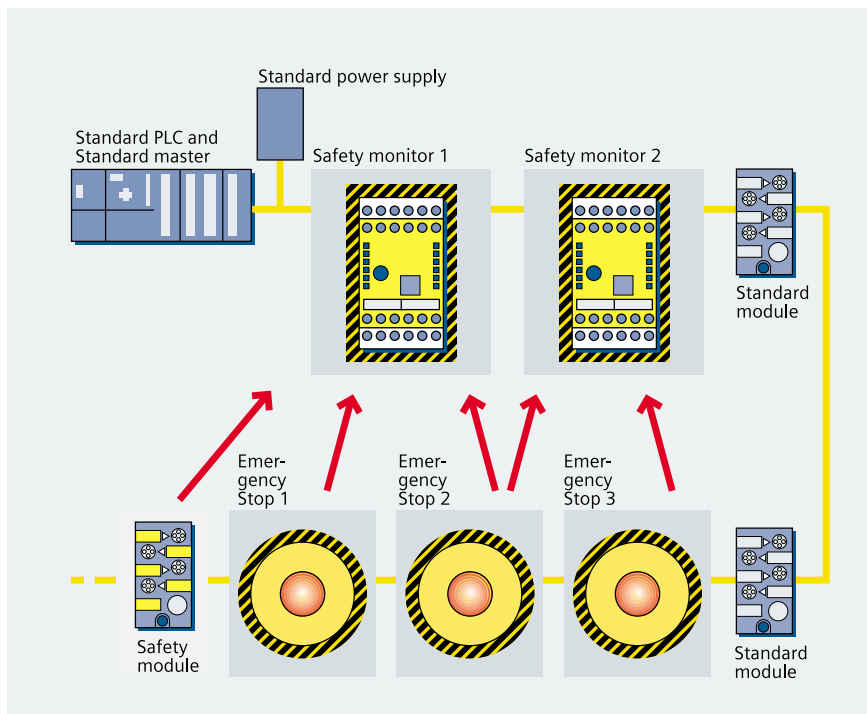 Standard power supply
Standard PLC and
Standard master
Safety monitor 1
Safety monitor 2
Standard
module
Emer-
gency
Stop 1
Emer-
gency
Stop 2
Emer-
gency
Stop 3
Safety
module
Standard
module